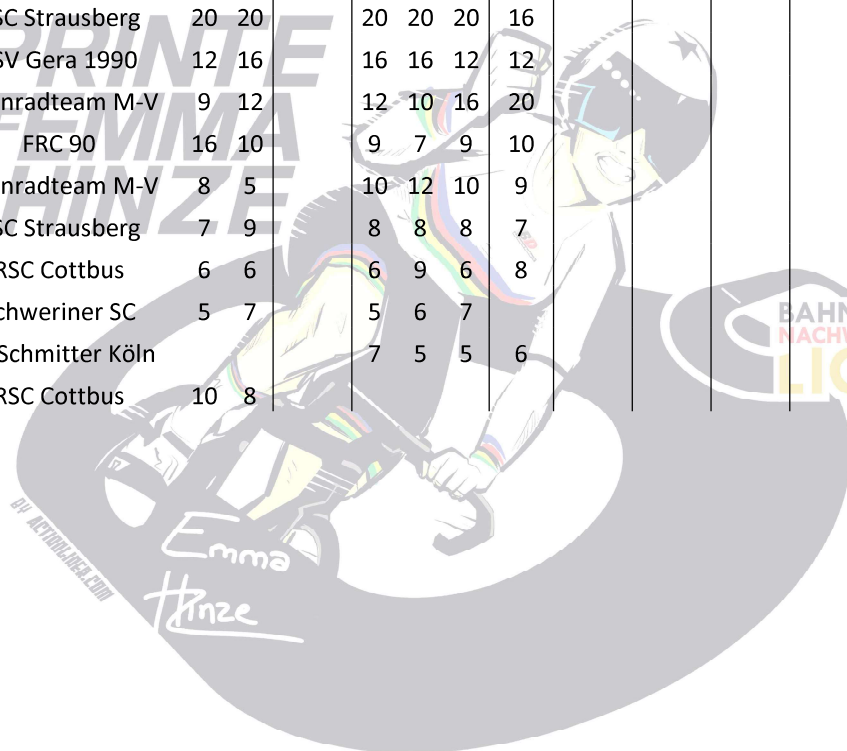 SC Strausberg 20 20 20 20 20 16
SV Gera 1990 12 16 16 16 12 12
nradteam M-V 9 12 12 10 16 20
FRC 90 16 10 9 7 9 10
nradteam M-V 8 5 10 12 10 9
SC Strausberg 7 9 8 8 8 7
RSC Cottbus 6 6 6 9 6 8
chweriner SC 5 7 5 6 7
Schmitter Köln 7 5 5 6
RSC Cottbus 10 8
PRINTE
EMMA
HINZE
BAHN
NACHW
LIG
BY ACTIONTJRER.COM
Emma
Hinze